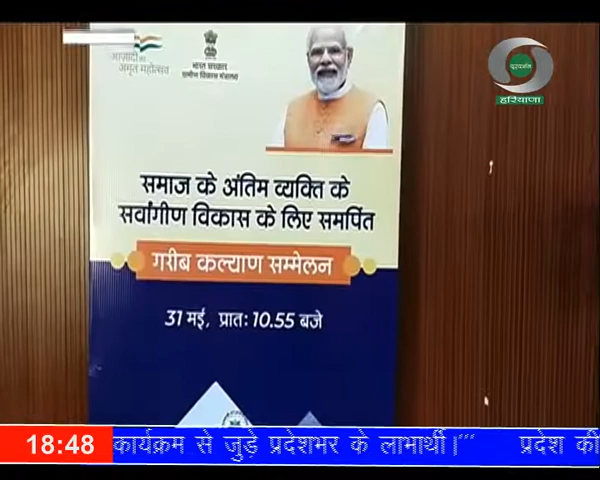 आज़ादी का
अमृत महोत्सव
भारत सरकार
ग्रामीण विकास मंत्रालय
दूरदर्शन
हरियाणा
समाज के अंतिम व्यक्ति के
सर्वांगीण विकास के लिए समर्पित
गरीब कल्याण सम्मेलन
31 मई, प्रात: 10.55 बजे
18:48 कार्यक्रम से जुड़े प्रदेशभर के लाभार्थी।''' प्रदेश की